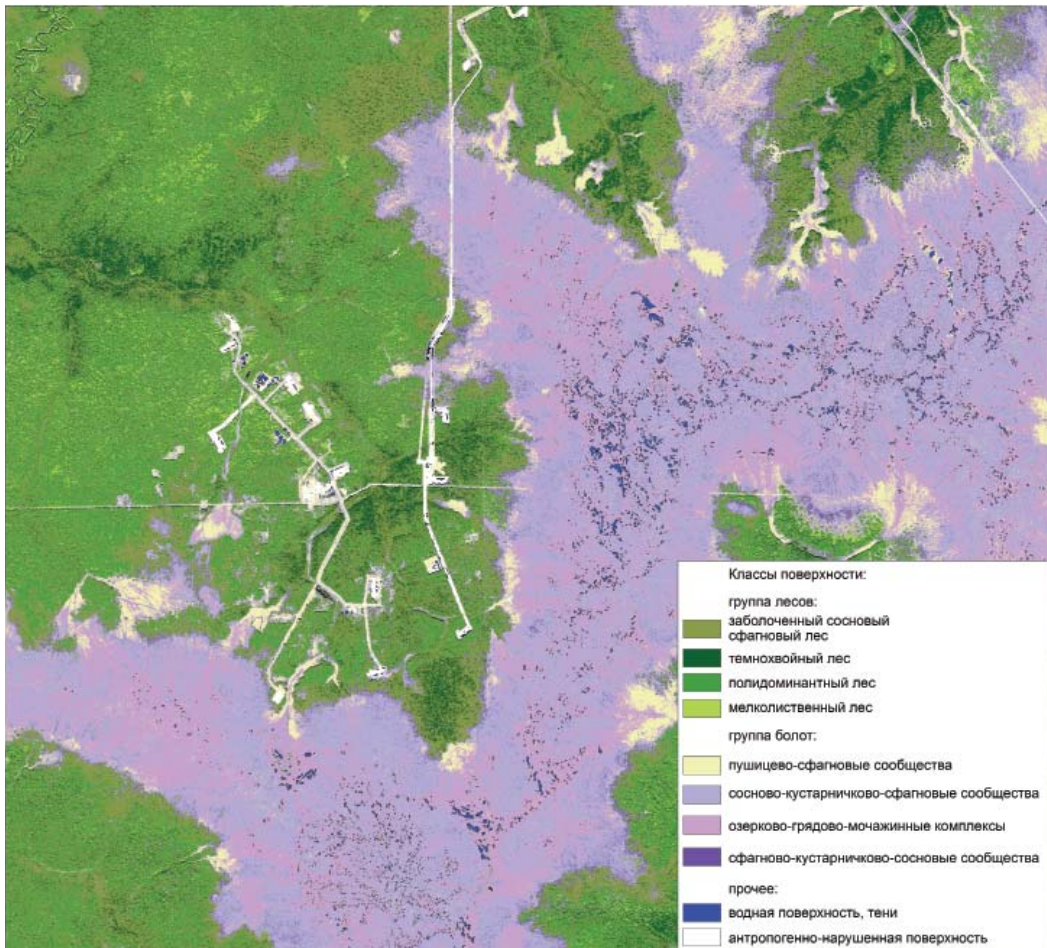 Классы поверхности:
группа лесов:
заболоченный сосновый
сфагновый лес
темнохвойный лес
полидоминантный лес
мелколиственный лес
группа болот:
пушицево-сфагновые сообщества
сосново-кустарничково-сфагновые сообщества
озерково-грядово-мочажинные комплексы
сфагново-кустарничково-сосновые сообщества
прочее:
водная поверхность, тени
антропогенно-нарушенная поверхность